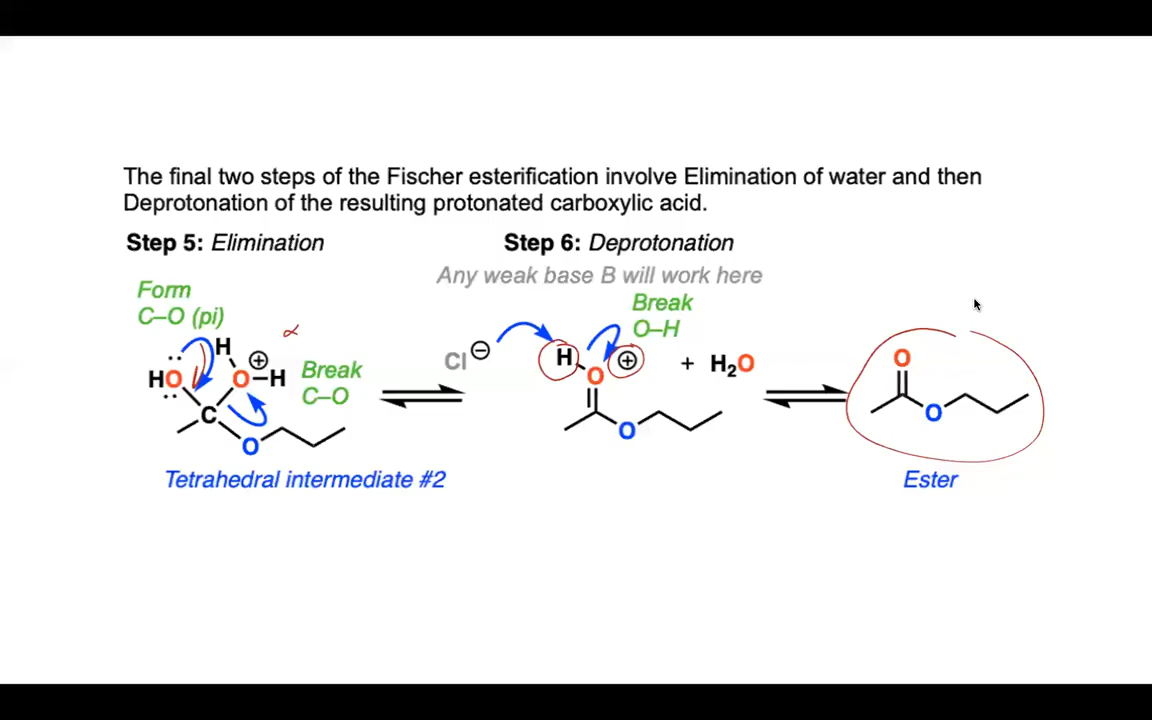 The final two steps of the Fischer esterification involve Elimination of water and then
Deprotonation of the resulting protonated carboxylic acid.
Step 5: Elimination
Step 6: Deprotonation
Any weak base B will work here
Form
C–O (pi)
α
H
⊕
HO
O–H
Break
C–O
C
O
Tetrahedral intermediate #2
Cl⊖
Break
O–H
H
O
⊕
O
+ H₂O
O
O
Ester